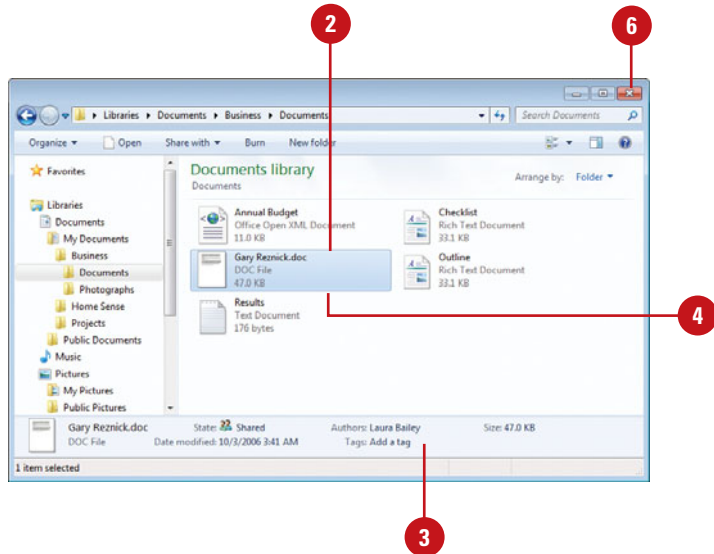 2
6
Libraries Documents Business Documents
Search Documents
Organize Open Share with Burn New folder
Favorites
Libraries
Documents
My Documents
Business
Documents
Photographs
Home Sense
Projects
Public Documents
Music
Pictures
My Pictures
Public Pictures
Documents library
Documents
Arrange by: Folder
Annual Budget
Office Open XML Document
11.0 KB
Checklist
Rich Text Document
33.1 KB
Gary Reznick.doc
DOC File
47.0 KB
Outline
Rich Text Document
33.1 KB
Results
Text Document
176 bytes
4
Gary Reznick.doc State: Shared Authors: Laura Bailey Size: 47.0 KB
DOC File Date modified: 10/3/2006 3:41 AM Tags: Add a tag
1 item selected
3